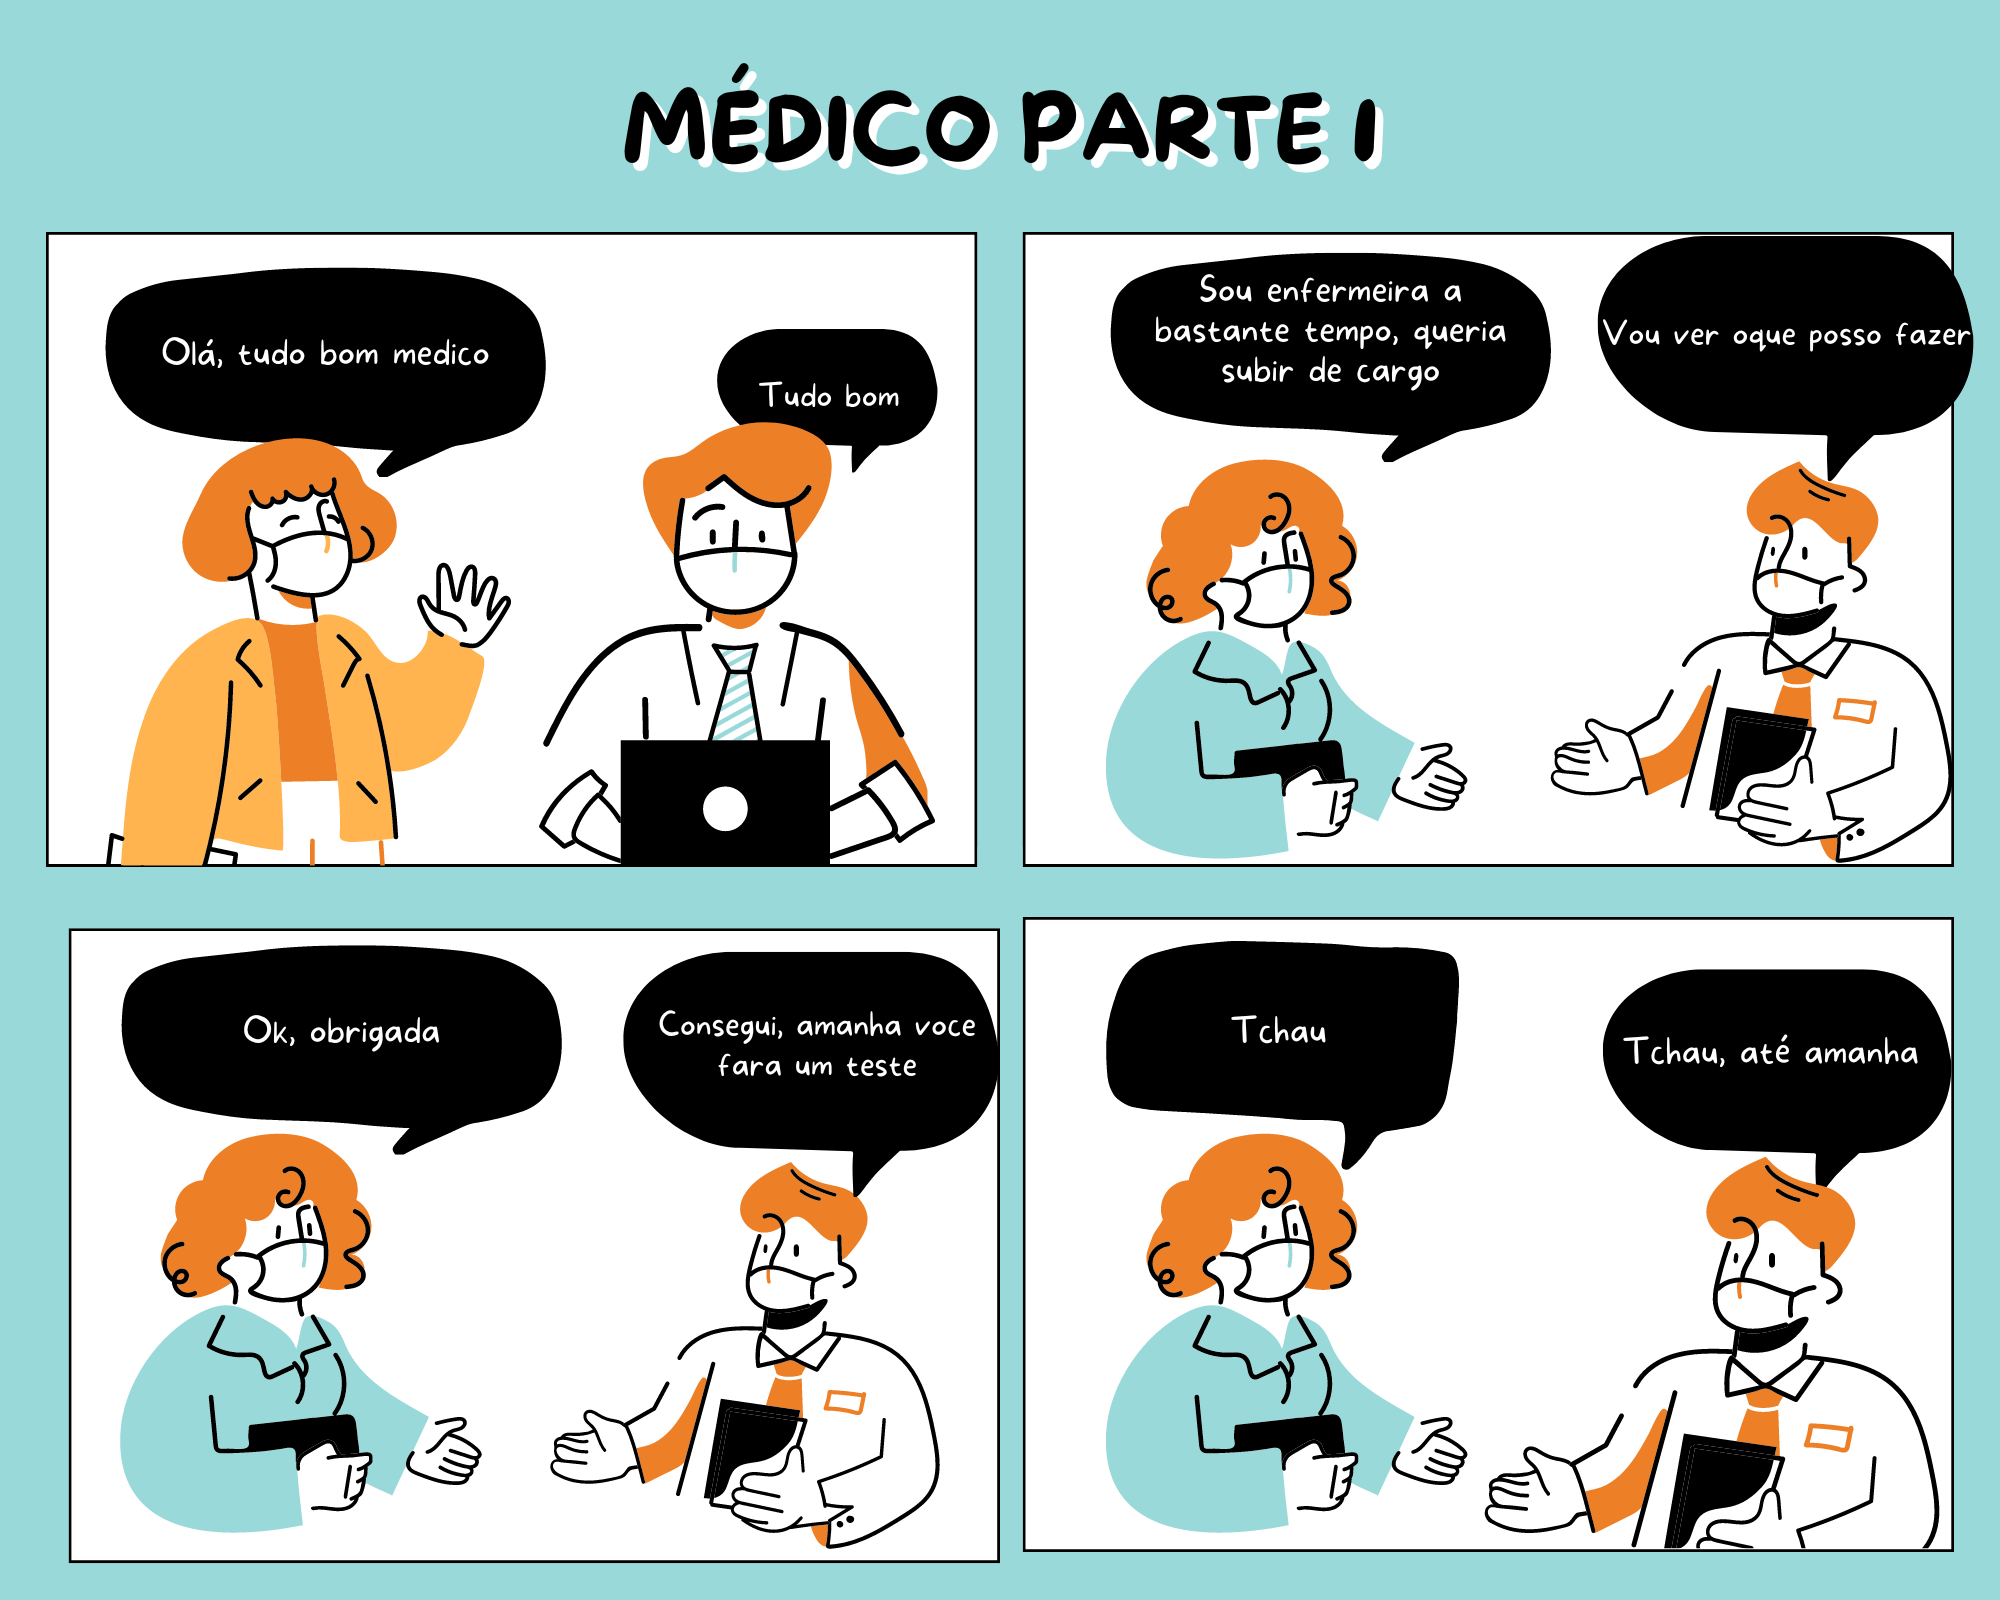 MÉDICO PARTE 1
Olá, tudo bom medico
Tudo bom
Sou enfermeira a
bastante tempo, queria
subir de cargo
Vou ver oque posso fazer
Ok, obrigada
Consegui, amanha voce
fara um teste
Tchau
Tchau, até amanha